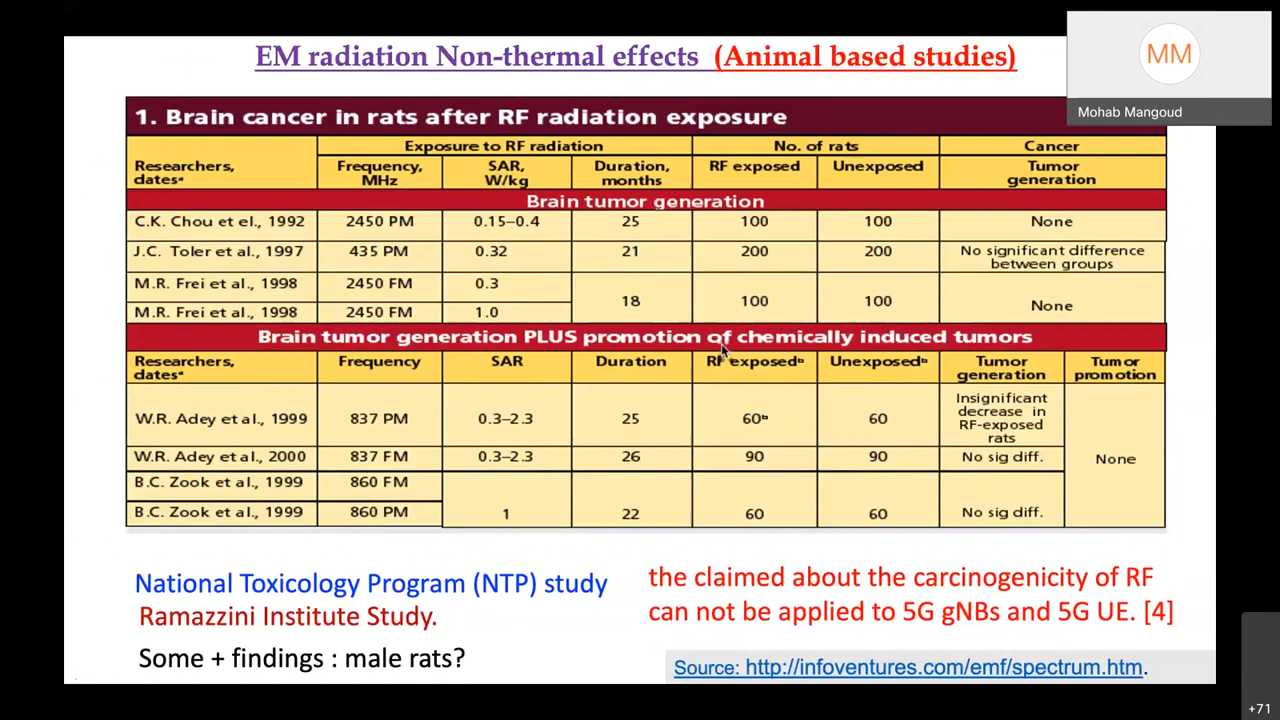 EM radiation Non-thermal effects (Animal based studies)
MM
Mohab Mangoud
1. Brain cancer in rats after RF radiation exposure
Researchers, datesᵃ
Exposure to RF radiation
No. of rats
Cancer
Frequency, MHz
SAR, W/kg
Duration, months
RF exposed
Unexposed
Tumor generation
Brain tumor generation
C.K. Chou et el., 1992 2450 PM 0.15–0.4 25 100 100 None
J.C. Toler et al., 1997 435 PM 0.32 21 200 200 No significant difference between groups
M.R. Frei et al., 1998 2450 FM 0.3 18 100 100 None
M.R. Frei et al., 1998 2450 FM 1.0
Brain tumor generation PLUS promotion of chemically induced tumors
Researchers, datesᵃ Frequency SAR Duration RF exposedᵇ Unexposedᵇ Tumor generation Tumor promotion
W.R. Adey et al., 1999 837 PM 0.3–2.3 25 60ᵇ 60 Insignificant decrease in RF-exposed rats
W.R. Adey et al., 2000 837 FM 0.3–2.3 26 90 90 No sig diff. None
B.C. Zook et al., 1999 860 FM
B.C. Zook et al., 1999 860 PM 1 22 60 60 No sig diff.
National Toxicology Program (NTP) study
Ramazzini Institute Study.
Some + findings : male rats?
the claimed about the carcinogenicity of RF
can not be applied to 5G gNBs and 5G UE. [4]
Source: http://infoventures.com/emf/spectrum.htm.
+71